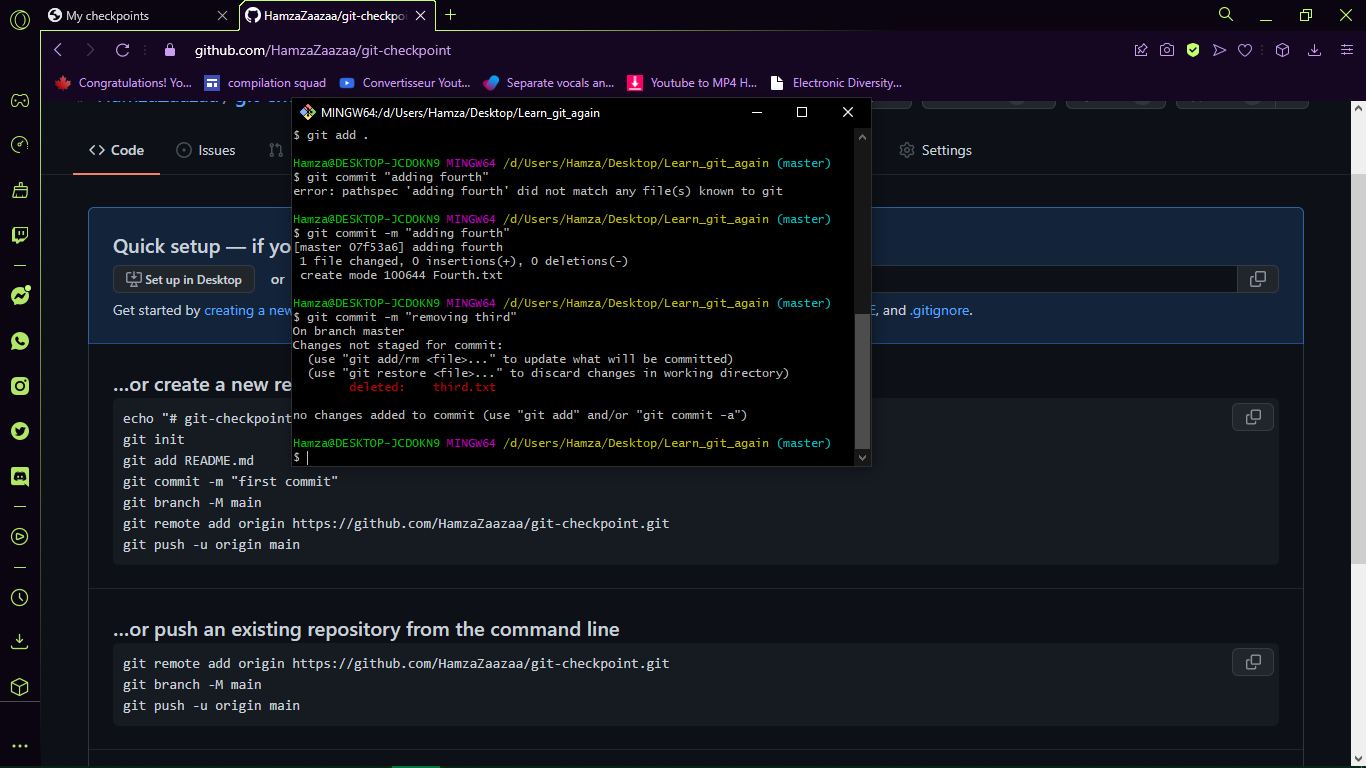 My checkpoints
HamzaZaazaa/git-checkpo
github.com/HamzaZaazaa/git-checkpoint
Congratulations! Yo...
compilation squad
Convertisseur Yout...
Separate vocals an...
Youtube to MP4 H...
Electronic Diversity...
Code
Issues
Settings
MINGW64:/d/Users/Hamza/Desktop/Learn_git_again
$ git add .
Hamza@DESKTOP-JCDOKN9 MINGW64 /d/Users/Hamza/Desktop/Learn_git_again (master)
$ git commit "adding fourth"
error: pathspec 'adding fourth' did not match any file(s) known to git
Hamza@DESKTOP-JCDOKN9 MINGW64 /d/Users/Hamza/Desktop/Learn_git_again (master)
$ git commit -m "adding fourth"
[master 07f53a6] adding fourth
1 file changed, 0 insertions(+), 0 deletions(-)
create mode 100644 Fourth.txt
Hamza@DESKTOP-JCDOKN9 MINGW64 /d/Users/Hamza/Desktop/Learn_git_again (master)
$ git commit -m "removing third"
On branch master
Changes not staged for commit:
(use "git add/rm <file>..." to update what will be committed)
(use "git restore <file>..." to discard changes in working directory)
deleted: third.txt
no changes added to commit (use "git add" and/or "git commit -a")
Hamza@DESKTOP-JCDOKN9 MINGW64 /d/Users/Hamza/Desktop/Learn_git_again (master)
$
Quick setup — if yo
Set up in Desktop
or
Get started by creating a new
, and .gitignore.
...or create a new re
echo "# git-checkpoint
git init
git add README.md
git commit -m "first commit"
git branch -M main
git remote add origin https://github.com/HamzaZaazaa/git-checkpoint.git
git push -u origin main
...or push an existing repository from the command line
git remote add origin https://github.com/HamzaZaazaa/git-checkpoint.git
git branch -M main
git push -u origin main